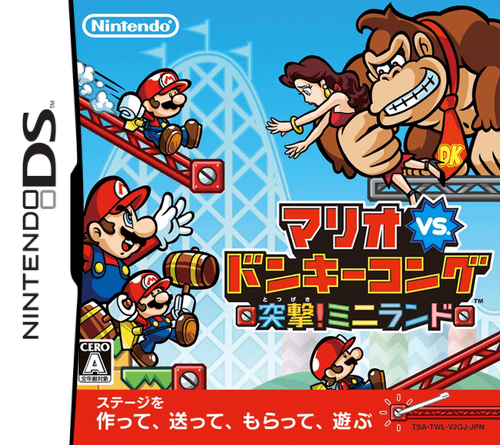 Nintendo
NINTENDO DS
DK
マリオ VS.
ドンキーコング
とつげき
突撃!ミニランド
TM
CERO
A
全年齢対象
ステージを
作って、送って、もらって、遊ぶ
TSA-TWL-V2GJ-JPN